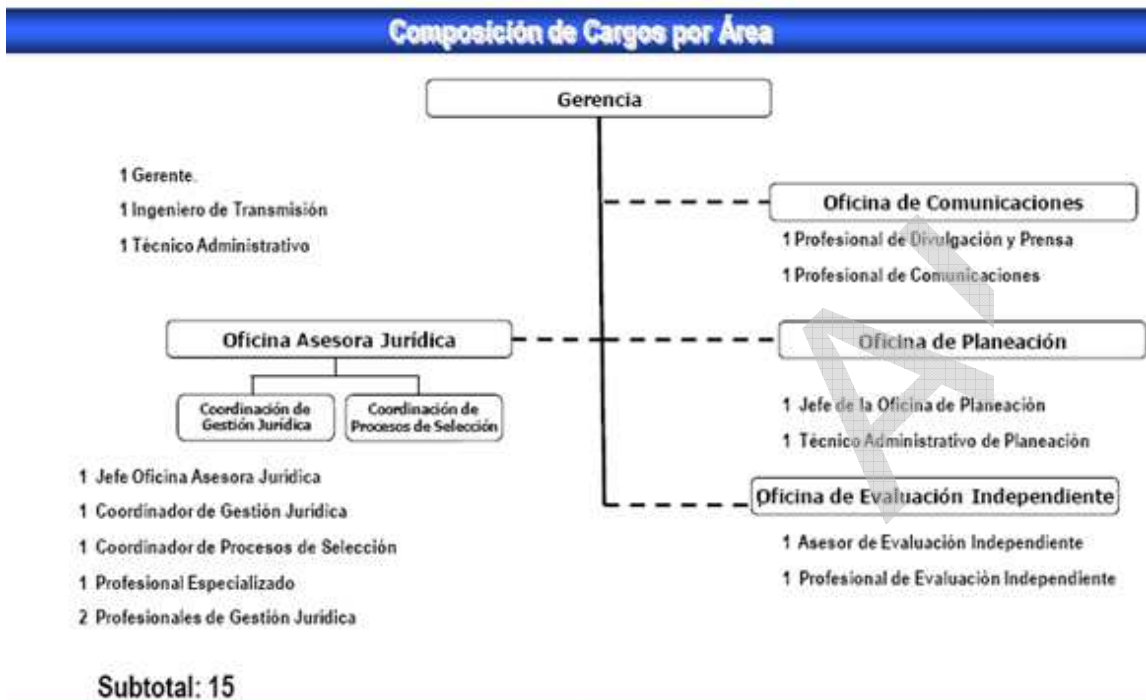 Composición de Cargos por Área
Gerencia
1 Gerente.
1 Ingeniero de Transmisión
1 Técnico Administrativo
Oficina de Comunicaciones
1 Profesional de Divulgación y Prensa
1 Profesional de Comunicaciones
Oficina Asesora Jurídica
Coordinación de
Gestión Jurídica
Coordinación de
Procesos de Selección
1 Jefe Oficina Asesora Jurídica
1 Coordinador de Gestión Jurídica
1 Coordinador de Procesos de Selección
1 Profesional Especializado
2 Profesionales de Gestión Jurídica
Oficina de Planeación
1 Jefe de la Oficina de Planeación
1 Técnico Administrativo de Planeación
Oficina de Evaluación Independiente
1 Asesor de Evaluación Independiente
1 Profesional de Evaluación Independiente
Subtotal: 15